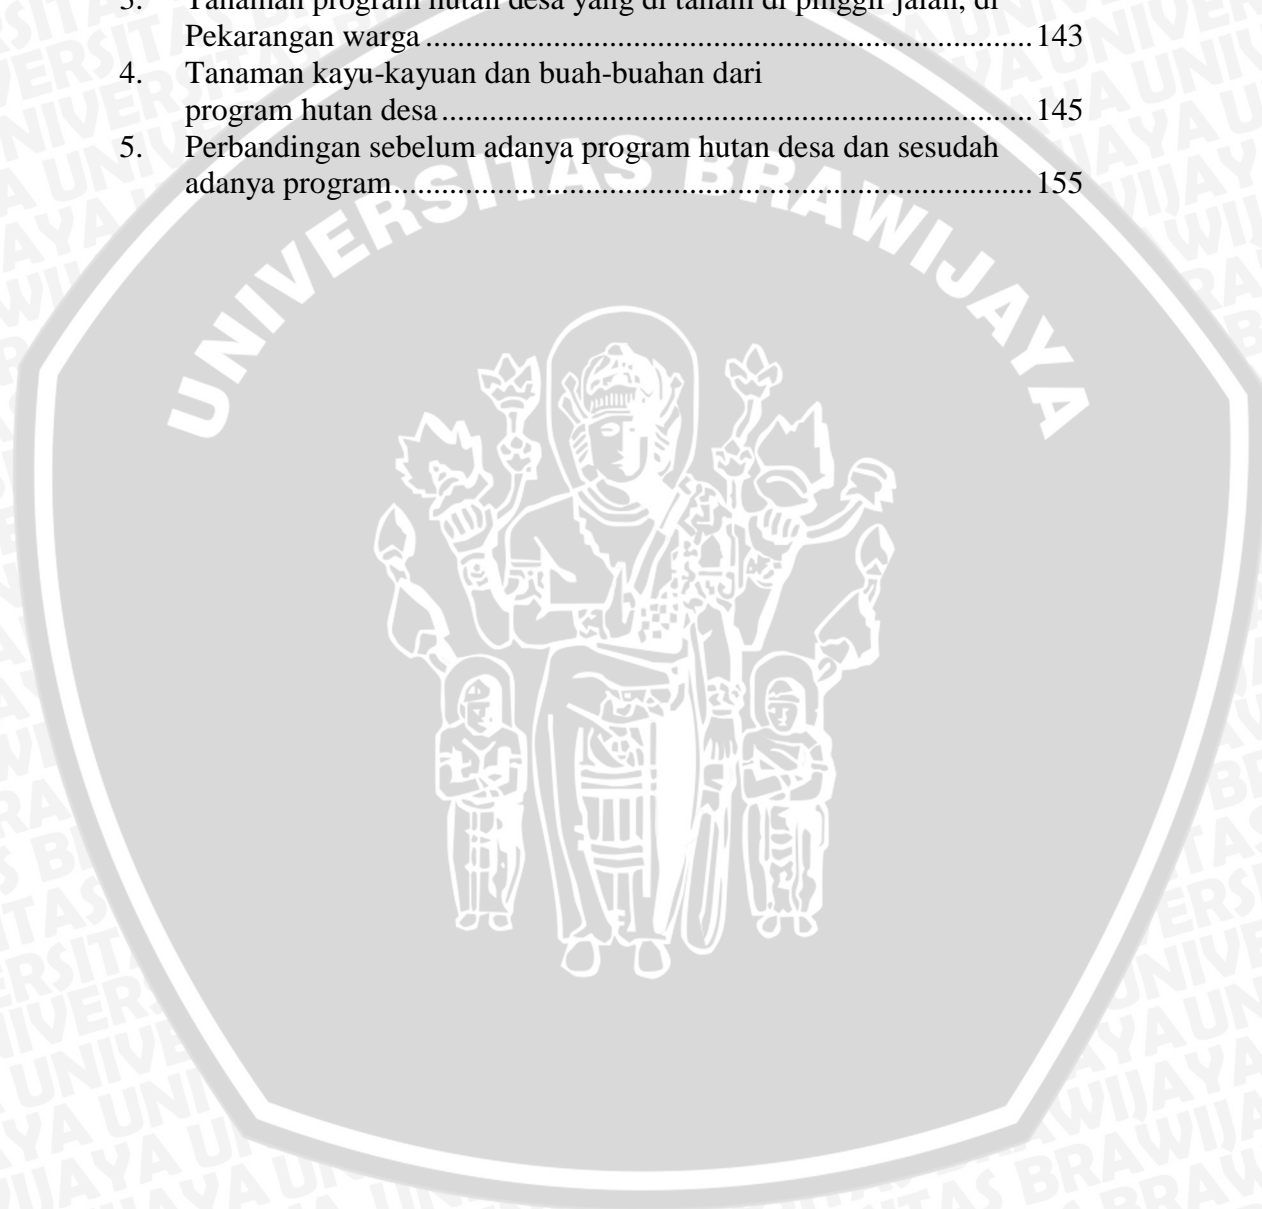 3. Tanaman program hutan desa yang di tanam di pinggir jalan, di
Pekarangan warga ............................................................................ 143
4. Tanaman kayu-kayuan dan buah-buahan dari
program hutan desa .......................................................................... 145
5. Perbandingan sebelum adanya program hutan desa dan sesudah
adanya program ................................................................................ 155
UNIVERSITAS BRAWIJAYA